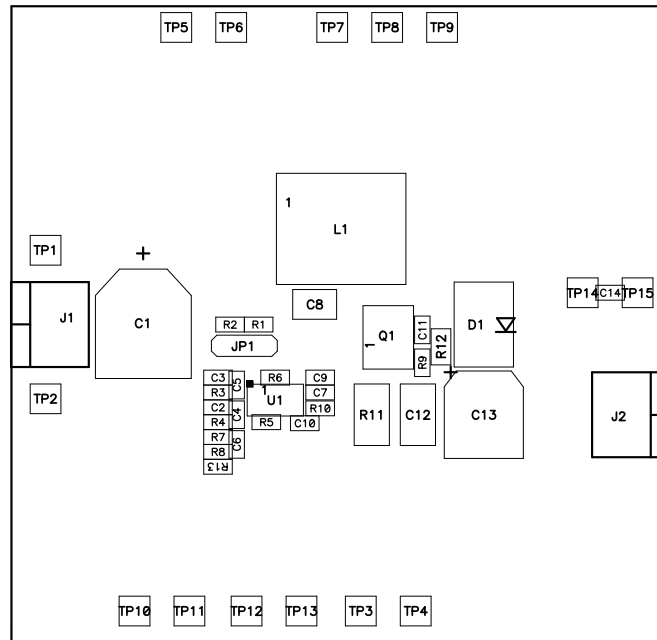 TP5 TP6 TP7 TP8 TP9
1
L1
TP1
+
C1
J1
C8
TP14 C14 TP15
R2 R1
JP1
Q1
1
C11
R9
R12
D1
TP2
C3
R3
C2
R4
R7
R8
R13
C5
C4
C6
R6
1
U1
R5
C9
C7
R10
C10
R11
C12
+
C13
J2
TP10 TP11 TP12 TP13 TP3 TP4